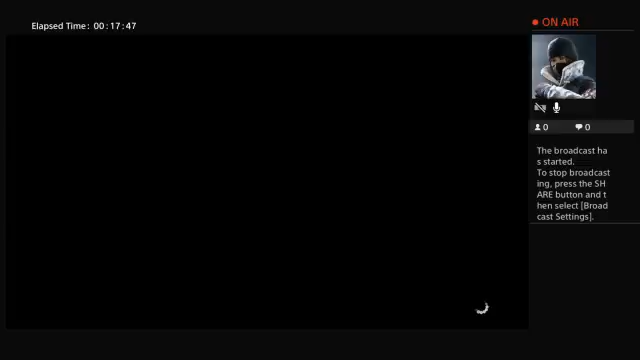 Elapsed Time: 00:17:47
ON AIR
0
0
The broadcast ha
s started.
To stop broadcast
ing, press the SH
ARE button and t
hen select [Broad
cast Settings].